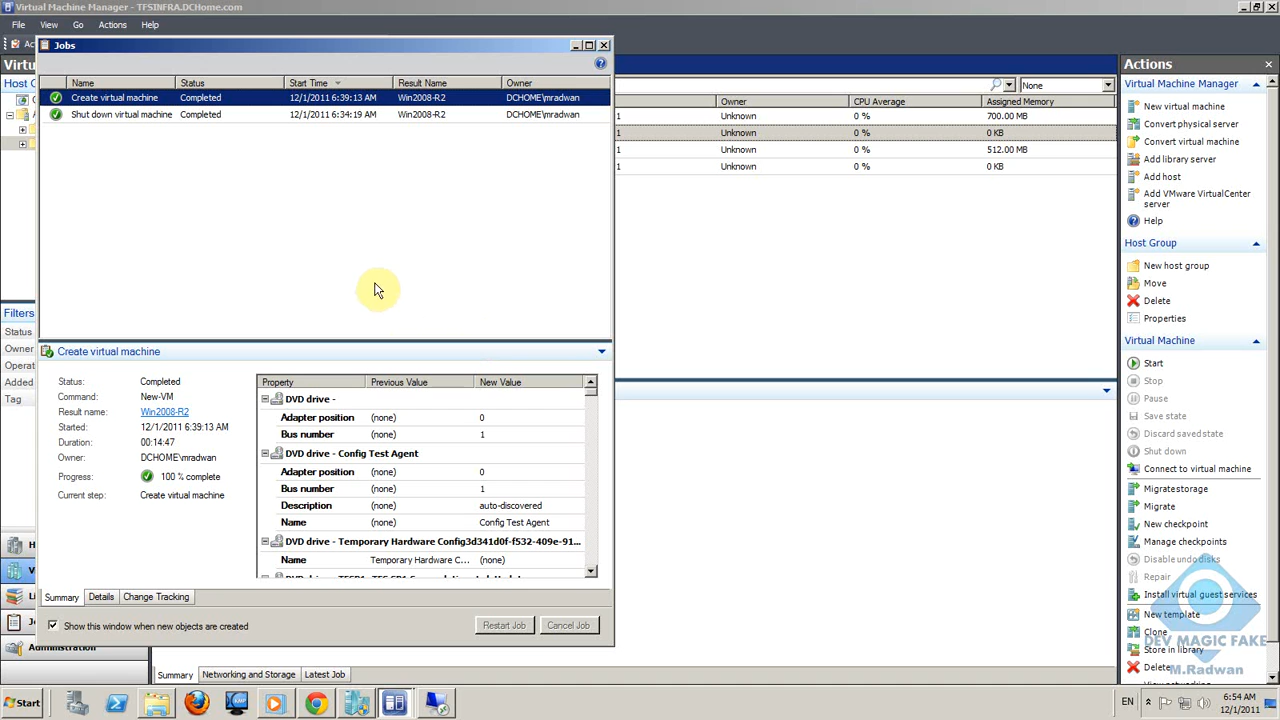 Virtual Machine Manager - TFSINFRA.DCHome.com
File View Go Actions Help
Jobs
Name Status Start Time Result Name Owner
Create virtual machine Completed 12/1/2011 6:39:13 AM Win2008-R2 DCHOME\mradwan
Shut down virtual machine Completed 12/1/2011 6:34:19 AM Win2008-R2 DCHOME\mradwan
Create virtual machine
Status: Completed
Command: New-VM
Result name: Win2008-R2
Started: 12/1/2011 6:39:13 AM
Duration: 00:14:47
Owner: DCHOME\mradwan
Progress: 100 % complete
Current step: Create virtual machine
Property Previous Value New Value
DVD drive -
Adapter position (none) 0
Bus number (none) 1
DVD drive - Config Test Agent
Adapter position (none) 0
Bus number (none) 1
Description (none) auto-discovered
Name (none) Config Test Agent
DVD drive - Temporary Hardware Config3d341d0f-f532-409e-91...
Name Temporary Hardware C... (none)
Summary Details Change Tracking
Show this window when new objects are created
Restart Job Cancel Job
Virtu
Host G
Filters
Status
Owner
Operat
Added
Tag
None
Owner CPU Average Assigned Memory
1 Unknown 0 % 700.00 MB
Unknown 0 % 0 KB
1 Unknown 0 % 512.00 MB
1 Unknown 0 % 0 KB
Administration
Summary Networking and Storage Latest Job
Actions
Virtual Machine Manager
New virtual machine
Convert physical server
Convert virtual machine
Add library server
Add host
Add VMware VirtualCenter
server
Help
Host Group
New host group
Move
Delete
Properties
Virtual Machine
Start
Stop
Pause
Save state
Discard saved state
Shut down
Connect to virtual machine
Migrate storage
Migrate
New checkpoint
Manage checkpoints
Disable undo disks
Repair
Install virtual guest services
New template
Clone
Store in library
Delete
DEV MAGIC FAKE
M.Radwan
Start
EN
6:54 AM
12/1/2011